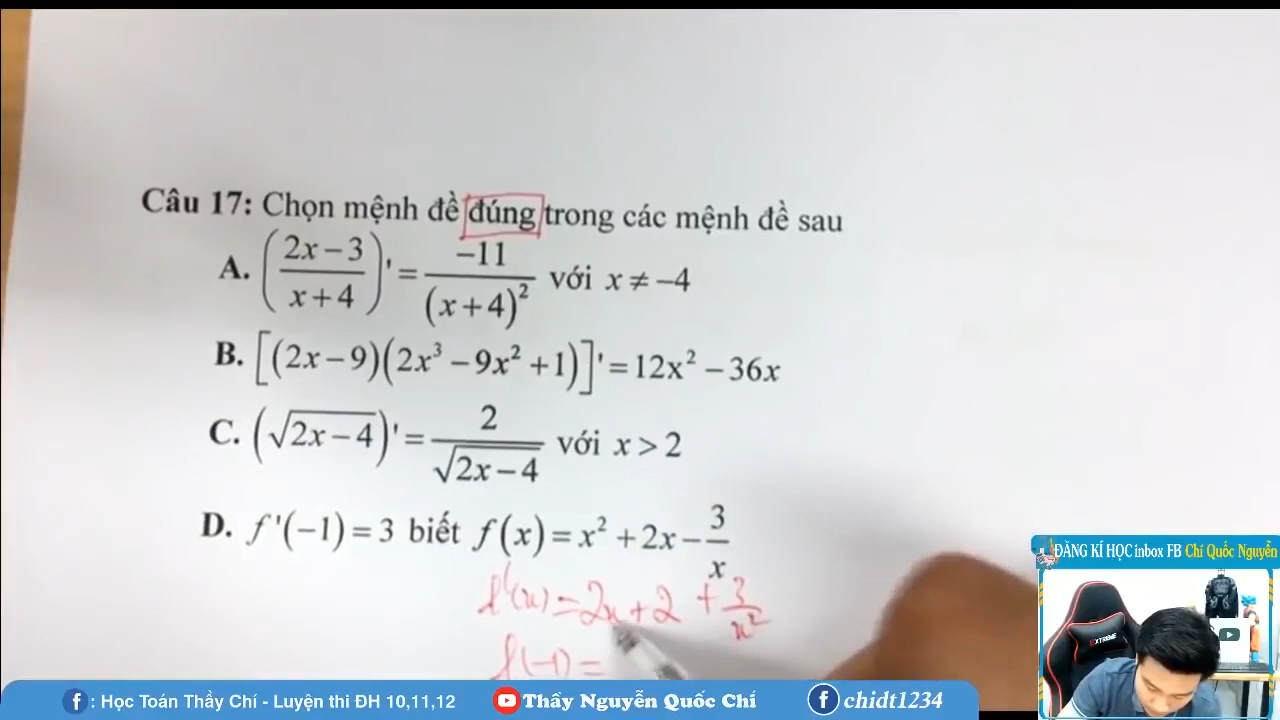 Câu 17: Chọn mệnh đề đúng trong các mệnh đề sau
A. ((2x−3)/(x+4))' = −11/(x+4)² với x ≠ −4
B. [(2x−9)(2x³−9x²+1)]' = 12x² − 36x
C. (√(2x−4))' = 2/√(2x−4) với x > 2
D. f'(−1) = 3 biết f(x) = x² + 2x − 3/x
f'(x) = 2x + 2 + 3/x²
f'(−1) =
ĐĂNG KÍ HỌC inbox FB Chí Quốc Nguyễn
EXTREME
f : Học Toán Thầy Chí - Luyện thi ĐH 10,11,12
Thầy Nguyễn Quốc Chí
f chidt1234